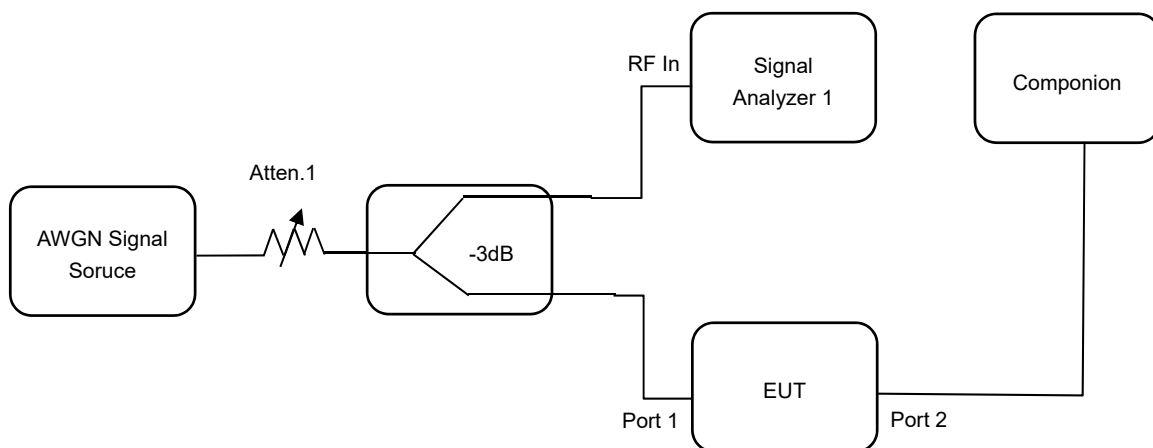 RF In
Signal
Analyzer 1
Componion
Atten.1
AWGN Signal
Soruce
-3dB
EUT
Port 1
Port 2